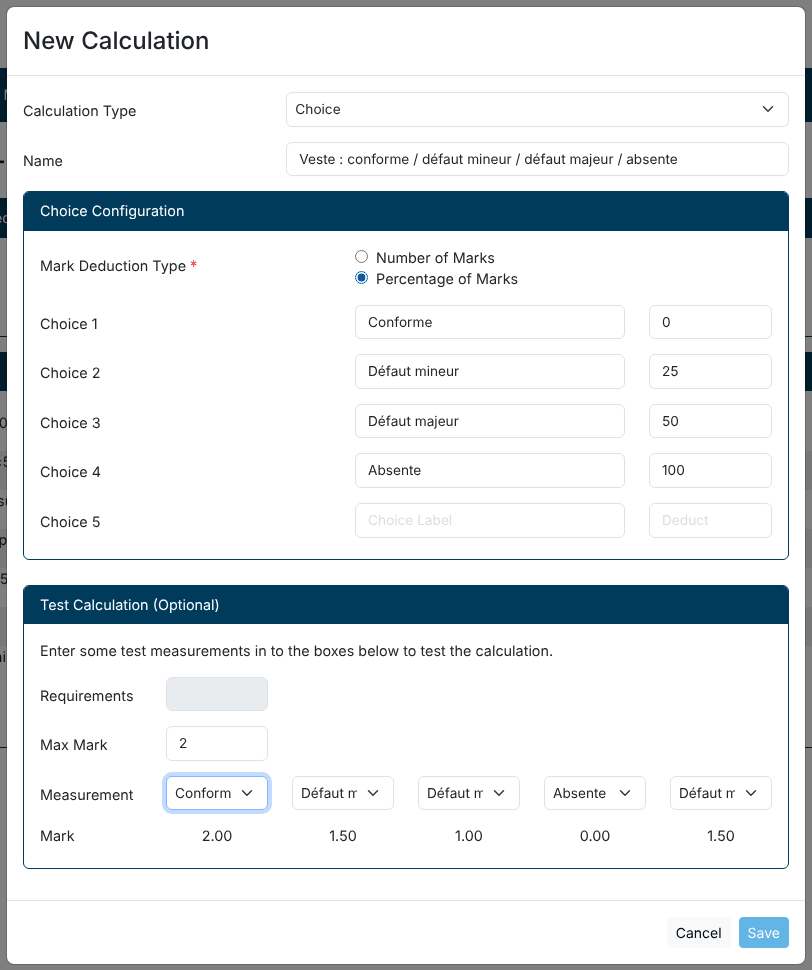 New Calculation
Calculation Type
Choice
Name
Veste : conforme / défaut mineur / défaut majeur / absente
Choice Configuration
Mark Deduction Type *
Number of Marks
Percentage of Marks
Choice 1 Conforme 0
Choice 2 Défaut mineur 25
Choice 3 Défaut majeur 50
Choice 4 Absente 100
Choice 5 Choice Label Deduct
Test Calculation (Optional)
Enter some test measurements in to the boxes below to test the calculation.
Requirements
Max Mark 2
Measurement Conform Défaut m Défaut m Absente Défaut m
Mark 2.00 1.50 1.00 0.00 1.50
Cancel Save